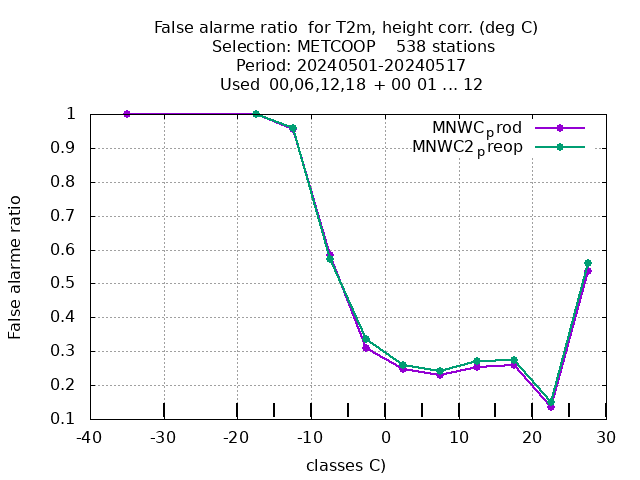 False alarme ratio  for T2m, height corr. (deg C)
Selection: METCOOP    538 stations
Period: 20240501-20240517
Used  00,06,12,18  + 00 01 ... 12
MNWC_prod
MNWC2_preop
1
0.9
0.8
0.7
0.6
0.5
0.4
0.3
0.2
0.1
False alarme ratio
-40 -30 -20 -10 0 10 20 30
classes C)